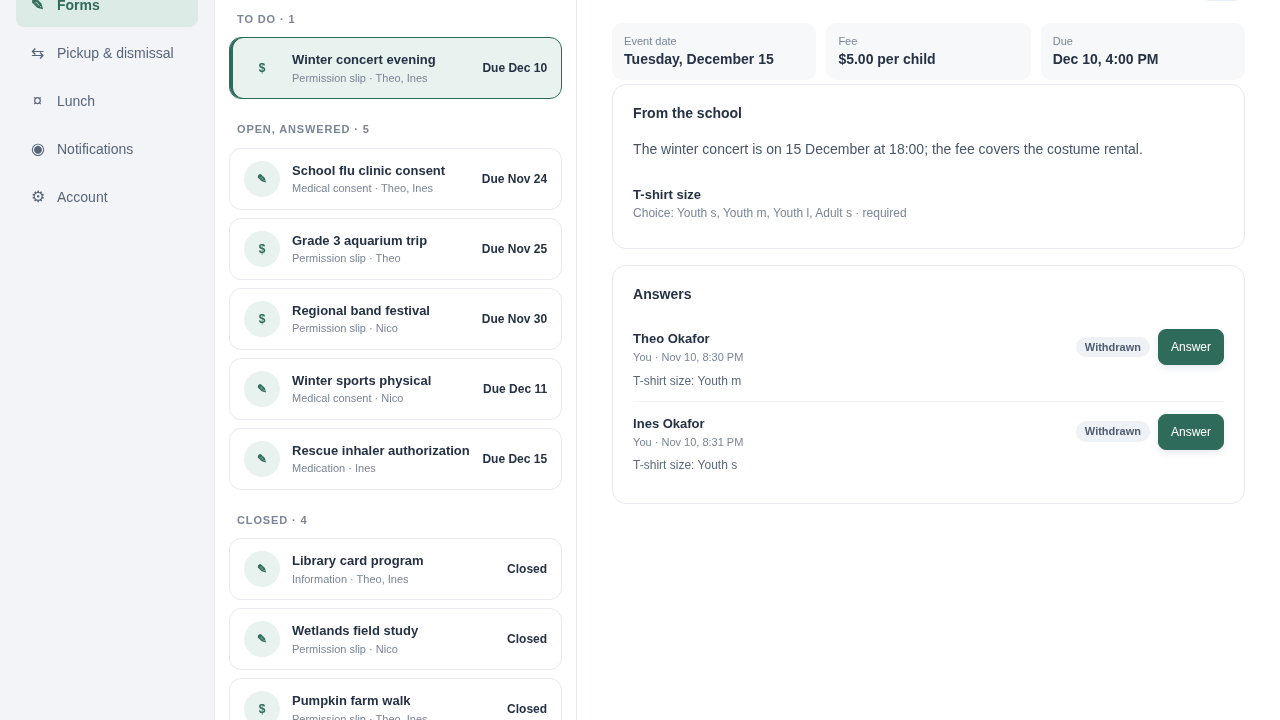 Forms
Pickup & dismissal
Lunch
Notifications
Account
TO DO · 1
$
Winter concert evening
Permission slip · Theo, Ines
Due Dec 10
OPEN, ANSWERED · 5
School flu clinic consent
Medical consent · Theo, Ines
Due Nov 24
$
Grade 3 aquarium trip
Permission slip · Theo
Due Nov 25
$
Regional band festival
Permission slip · Nico
Due Nov 30
Winter sports physical
Medical consent · Nico
Due Dec 11
Rescue inhaler authorization
Medication · Ines
Due Dec 15
CLOSED · 4
Library card program
Information · Theo, Ines
Closed
Wetlands field study
Permission slip · Nico
Closed
$
Pumpkin farm walk
Permission slip · Theo, Ines
Closed
Event date
Tuesday, December 15
Fee
$5.00 per child
Due
Dec 10, 4:00 PM
From the school
The winter concert is on 15 December at 18:00; the fee covers the costume rental.
T-shirt size
Choice: Youth s, Youth m, Youth l, Adult s · required
Answers
Theo Okafor
You · Nov 10, 8:30 PM
T-shirt size: Youth m
Withdrawn
Answer
Ines Okafor
You · Nov 10, 8:31 PM
T-shirt size: Youth s
Withdrawn
Answer